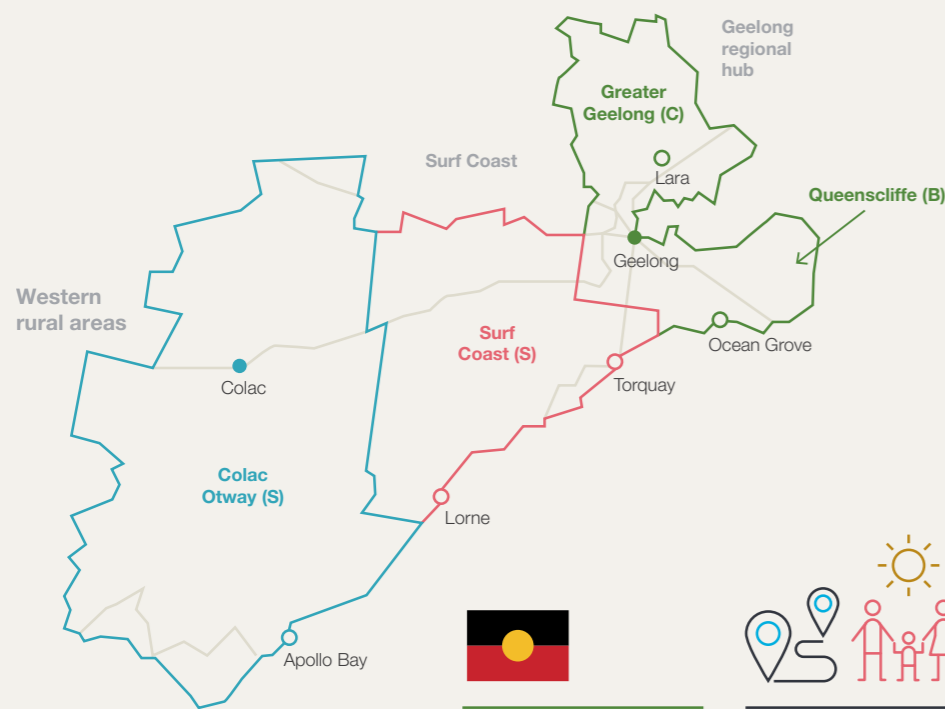 Geelong
regional
hub
Greater
Geelong (C)
Surf Coast
Lara
Queenscliffe (B)
Geelong
Western
rural areas
Surf
Coast (S)
Ocean Grove
Torquay
Colac
Colac
Otway (S)
Lorne
Apollo Bay